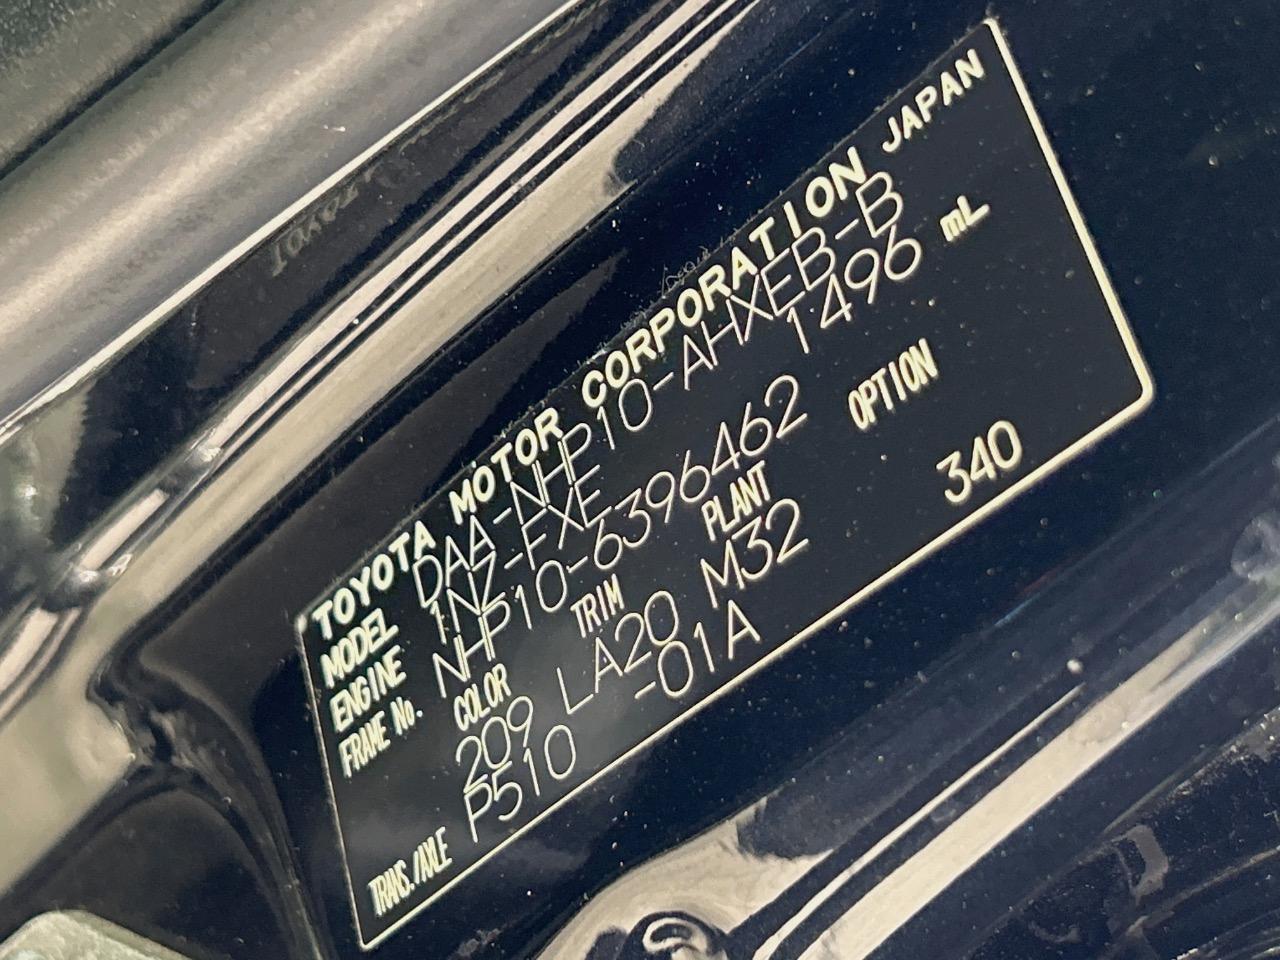 TOYOTA MOTOR CORPORATION JAPAN
MODEL DAA-NHP10-AHXEB-B
ENGINE 1NZ-FXE 1496 mL
FRAME No. NHP10-6396462
COLOR TRIM PLANT OPTION
209 LA20 M32 340
TRANS./AXLE P510 -01A